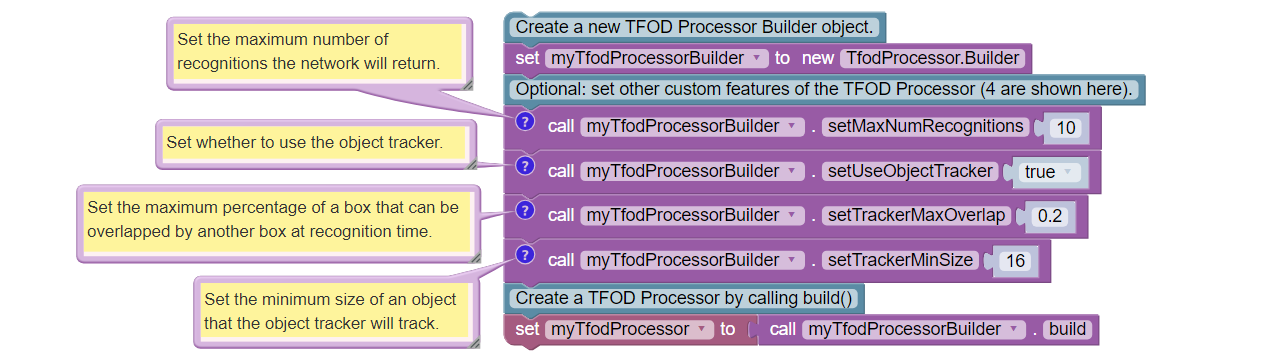 Create a new TFOD Processor Builder object.
set myTfodProcessorBuilder to new TfodProcessor.Builder
Optional: set other custom features of the TFOD Processor (4 are shown here).
Set the maximum number of
recognitions the network will return.
? call myTfodProcessorBuilder . setMaxNumRecognitions 10
Set whether to use the object tracker.
? call myTfodProcessorBuilder . setUseObjectTracker true
Set the maximum percentage of a box that can be
overlapped by another box at recognition time.
? call myTfodProcessorBuilder . setTrackerMaxOverlap 0.2
Set the minimum size of an object
that the object tracker will track.
? call myTfodProcessorBuilder . setTrackerMinSize 16
Create a TFOD Processor by calling build()
set myTfodProcessor to call myTfodProcessorBuilder . build